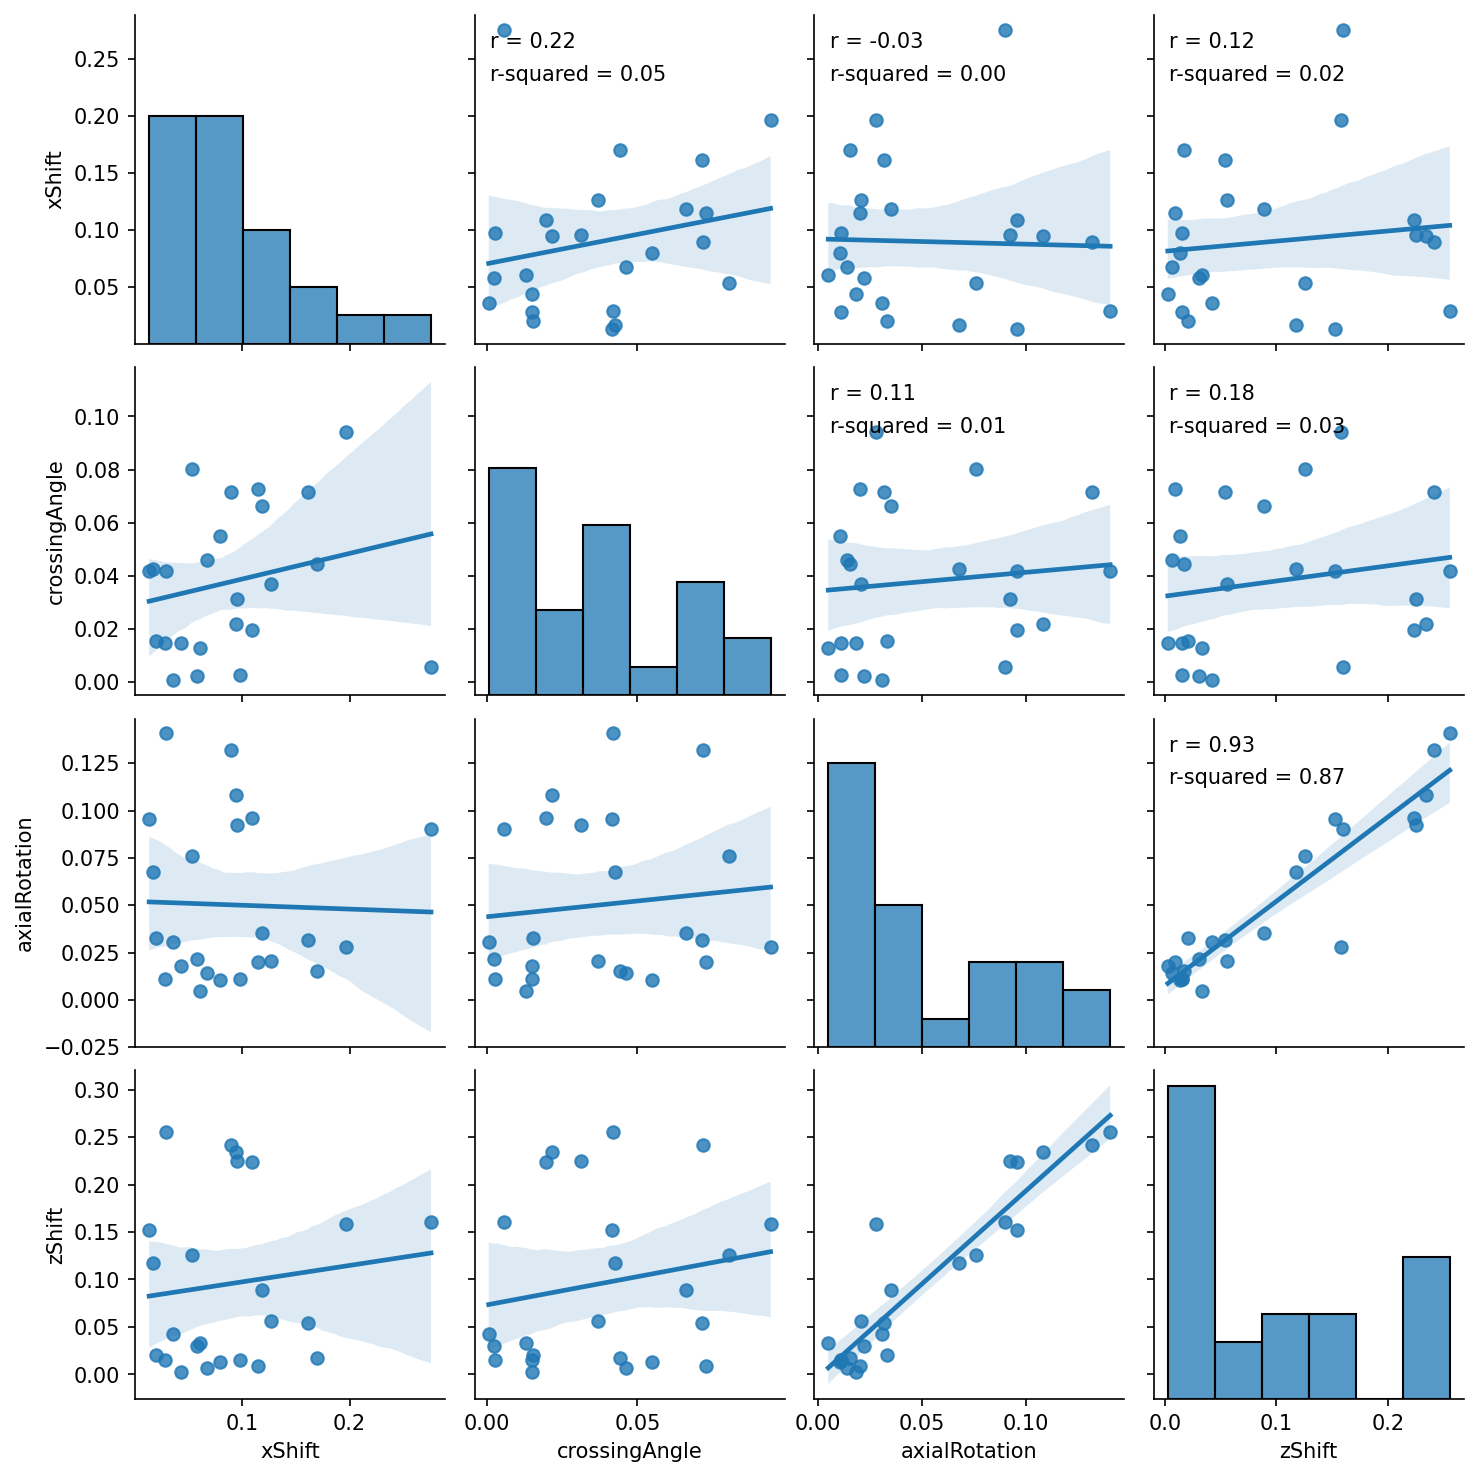 r = 0.22
r-squared = 0.05
r = -0.03
r-squared = 0.00
r = 0.12
r-squared = 0.02
0.25
0.20
0.15
0.10
0.05
xShift
r = 0.11
r-squared = 0.01
r = 0.18
r-squared = 0.03
0.10
0.08
0.06
0.04
0.02
0.00
crossingAngle
r = 0.93
r-squared = 0.87
0.125
0.100
0.075
0.050
0.025
0.000
−0.025
axialRotation
0.30
0.25
0.20
0.15
0.10
0.05
0.00
zShift
0.1 0.2
0.00 0.05
0.00 0.05 0.10
0.0 0.1 0.2
xShift
crossingAngle
axialRotation
zShift